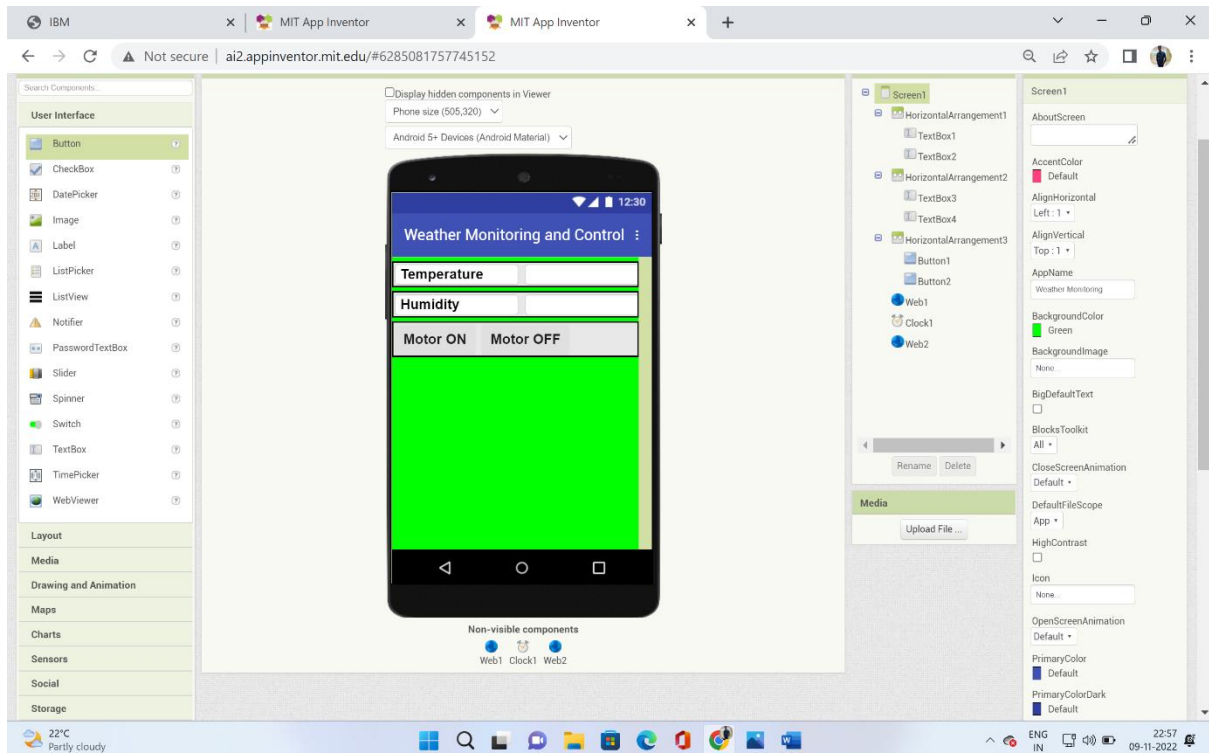 IBM
MIT App Inventor
MIT App Inventor
Not secure ai2.appinventor.mit.edu/#6285081757745152
Search Components...
User Interface
Button
CheckBox
DatePicker
Image
Label
ListPicker
ListView
Notifier
PasswordTextBox
Slider
Spinner
Switch
TextBox
TimePicker
WebViewer
Layout
Media
Drawing and Animation
Maps
Charts
Sensors
Social
Storage
Display hidden components in Viewer
Phone size (505,320)
Android 5+ Devices (Android Material)
12:30
Weather Monitoring and Control
Temperature
Humidity
Motor ON Motor OFF
Non-visible components
Web1 Clock1 Web2
Screen1
HorizontalArrangement1
TextBox1
TextBox2
HorizontalArrangement2
TextBox3
TextBox4
HorizontalArrangement3
Button1
Button2
Web1
Clock1
Web2
Rename Delete
Media
Upload File ...
Screen1
AboutScreen
AccentColor
Default
AlignHorizontal
Left : 1
AlignVertical
Top : 1
AppName
Weather Monitoring
BackgroundColor
Green
BackgroundImage
None...
BigDefaultText
BlocksToolkit
All
CloseScreenAnimation
Default
DefaultFileScope
App
HighContrast
Icon
None...
OpenScreenAnimation
Default
PrimaryColor
Default
PrimaryColorDark
Default
22°C
Partly cloudy
ENG
IN
22:57
09-11-2022